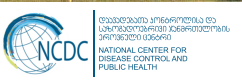 ᲓᲐᲐᲕᲐᲓᲔᲑᲐᲗᲐ ᲙᲝᲜᲢᲠᲝᲚᲘᲡᲐ ᲓᲐ
ᲡᲐᲖᲝᲒᲐᲓᲝᲔᲑᲠᲘᲕᲘ ᲯᲐᲜᲛᲠᲗᲔᲚᲝᲑᲘᲡ
ᲔᲠᲝᲕᲜᲣᲚᲘ ᲪᲔᲜᲢᲠᲘ
NCDC
NATIONAL CENTER FOR
DISEASE CONTROL AND
PUBLIC HEALTH